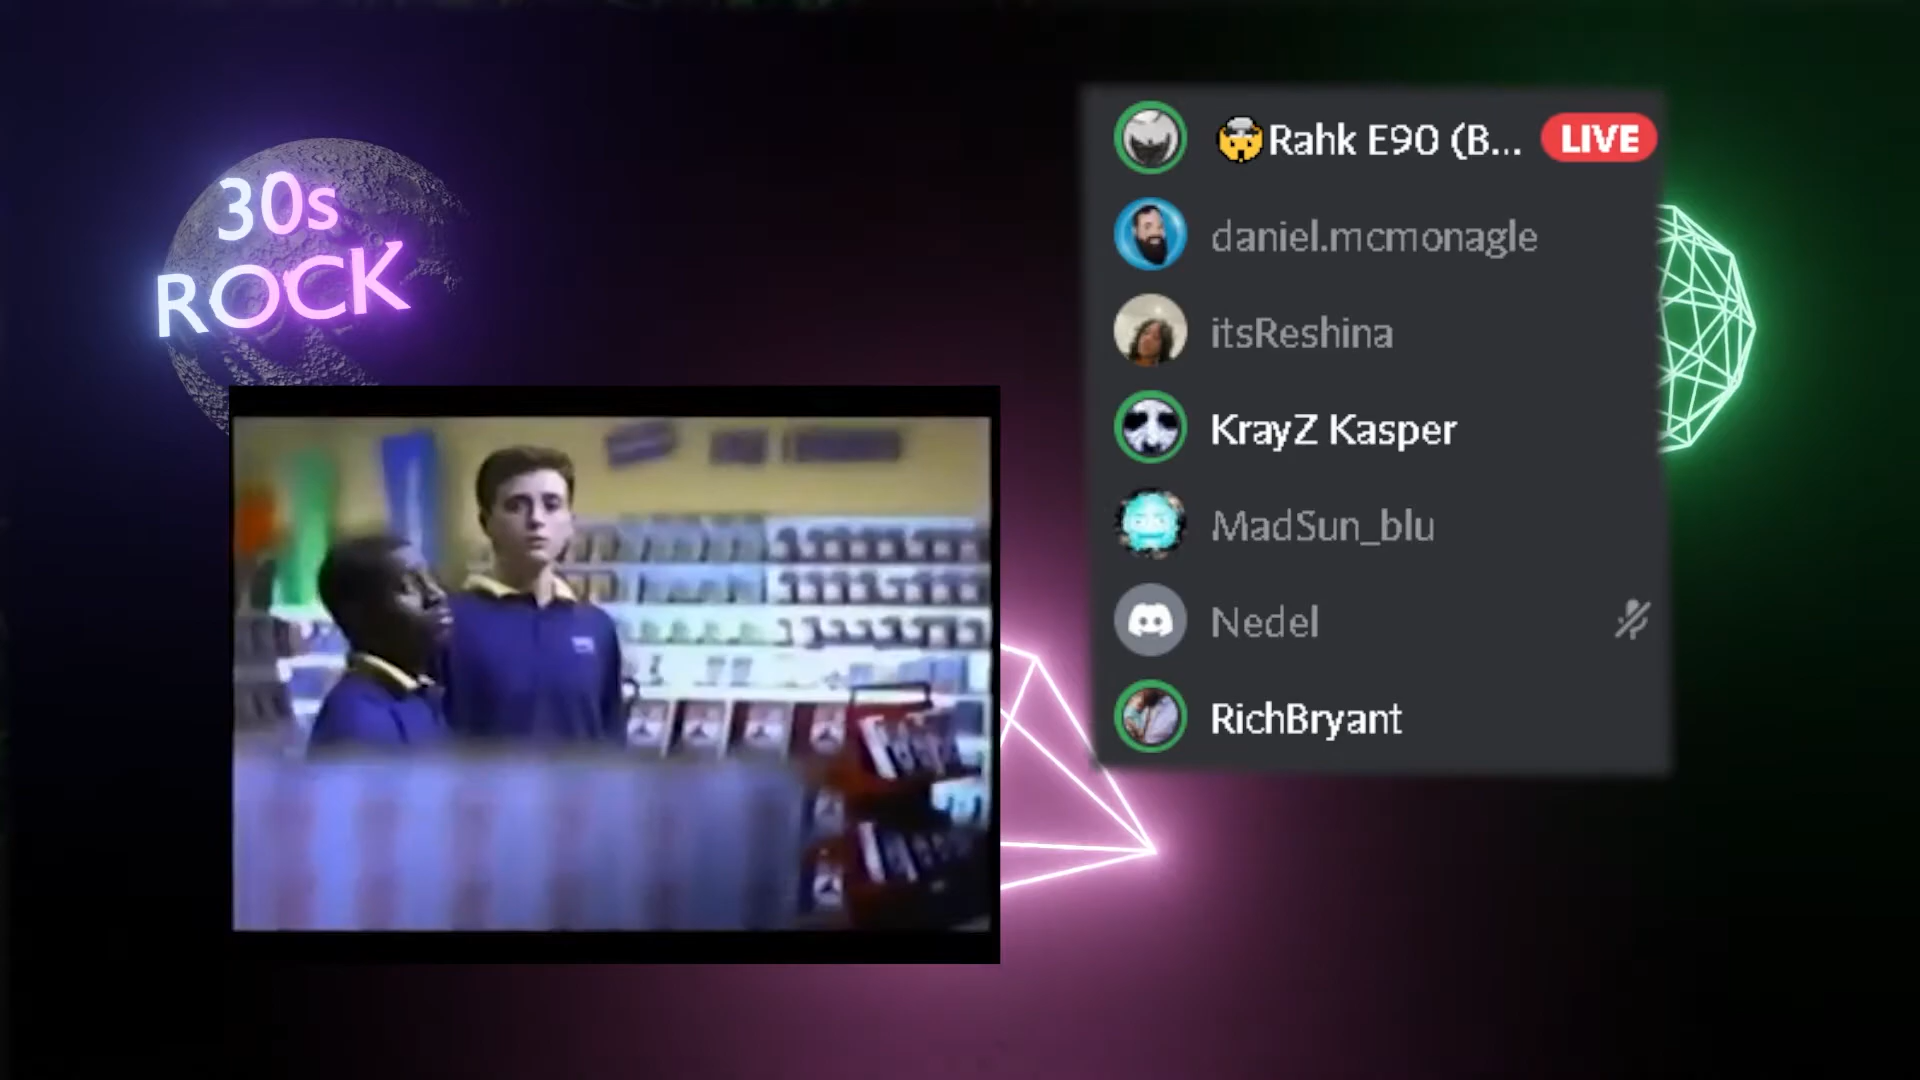 30s
ROCK
Rahk E90 (B...
LIVE
daniel.mcmonagle
itsReshina
KrayZ Kasper
MadSun_blu
Nedel
RichBryant